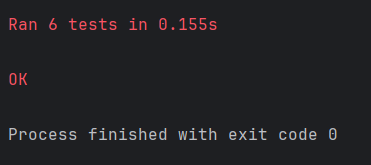 Ran 6 tests in 0.155s
OK
Process finished with exit code 0